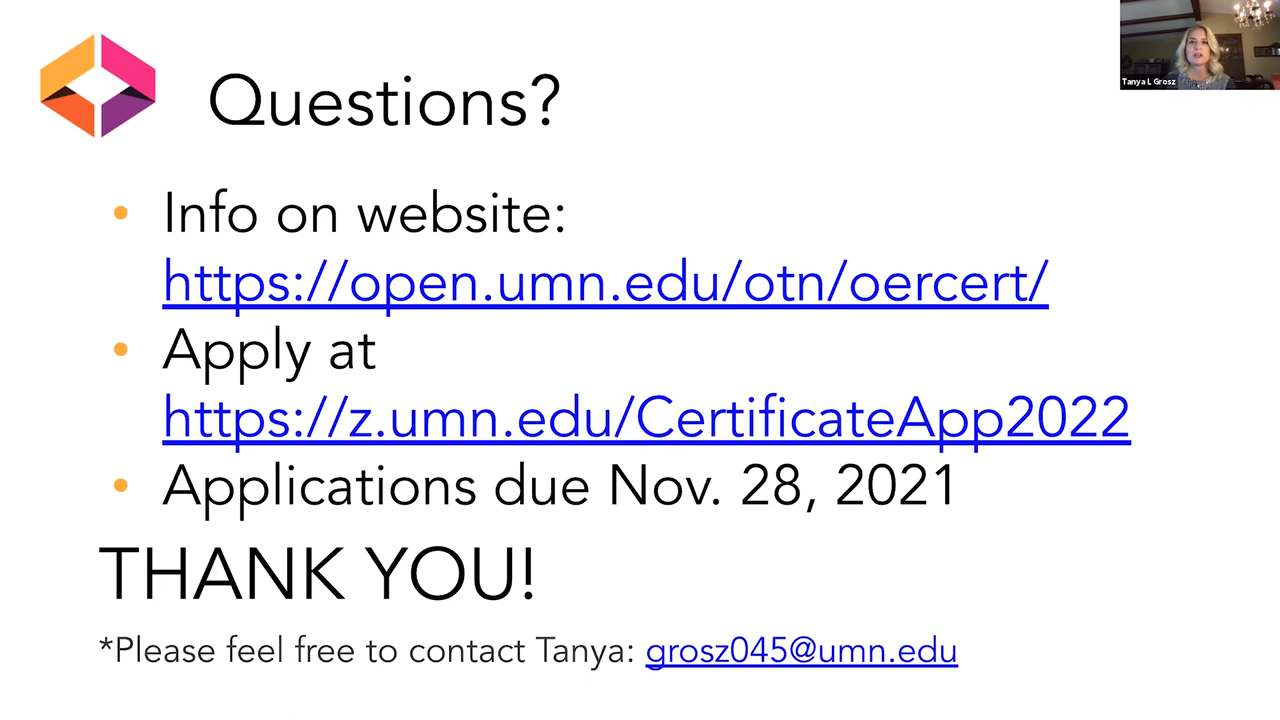 Questions?
Tanya L Grosz
• Info on website:
https://open.umn.edu/otn/oercert/
• Apply at
https://z.umn.edu/CertificateApp2022
• Applications due Nov. 28, 2021
THANK YOU!
*Please feel free to contact Tanya: grosz045@umn.edu